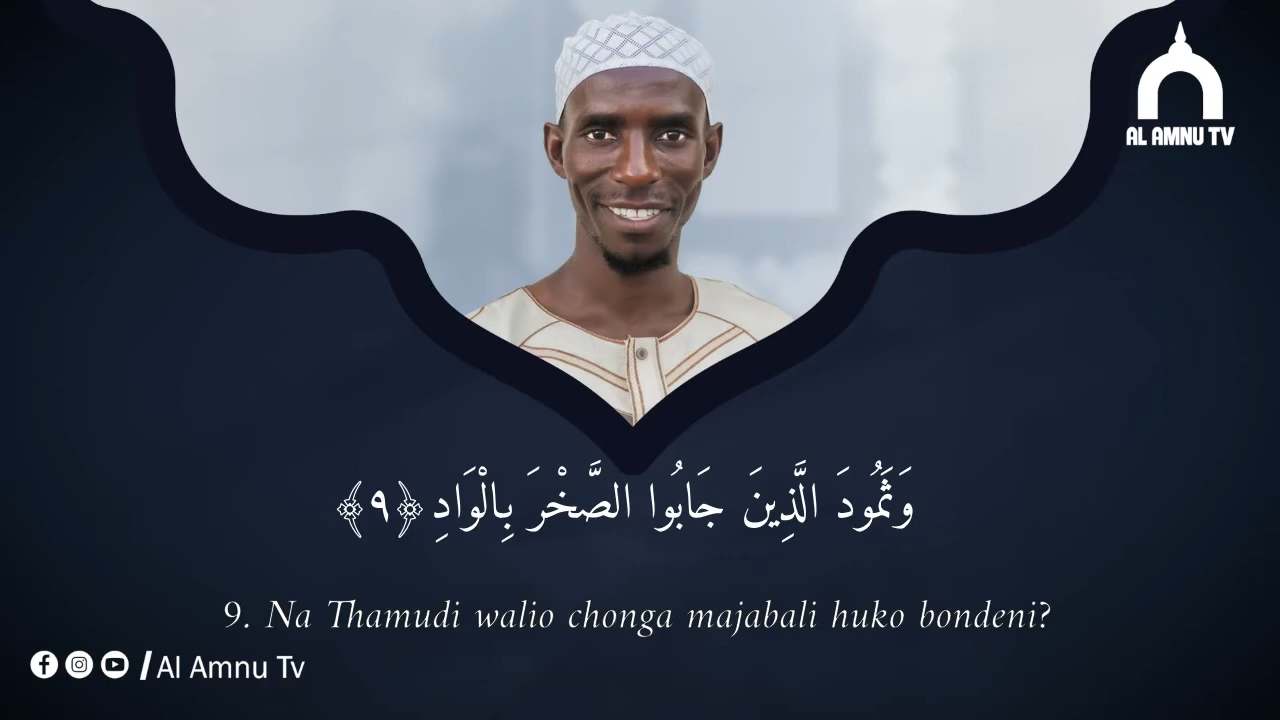 AL AMNU TV
وَثَمُودَ الَّذِينَ جَابُوا الصَّخْرَ بِالْوَادِ ﴿٩﴾
9. Na Thamudi walio chonga majabali huko bondeni?
/ Al Amnu Tv